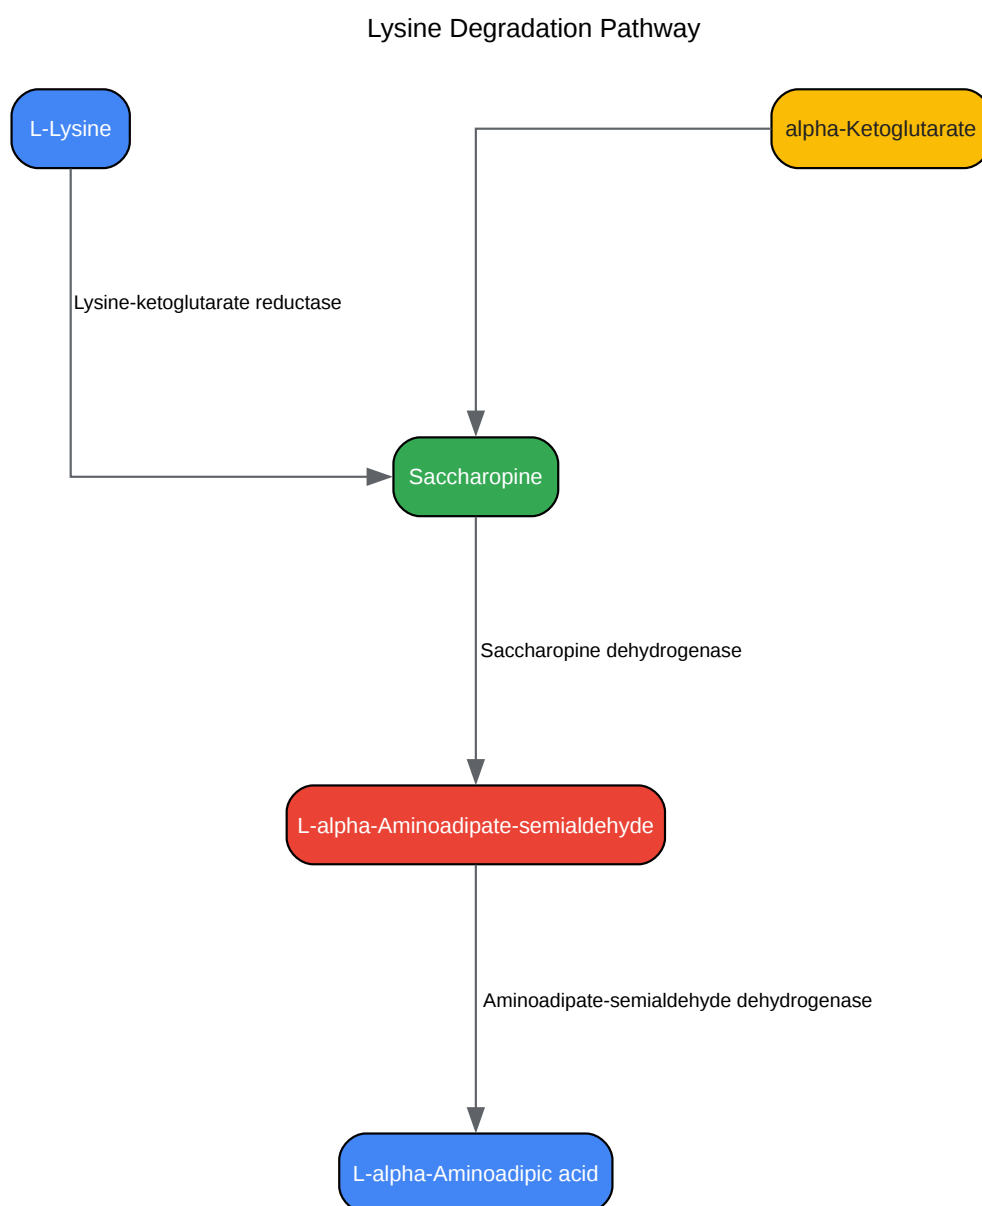 Lysine Degradation Pathway
L-Lysine
alpha-Ketoglutarate
Lysine-ketoglutarate reductase
Saccharopine
Saccharopine dehydrogenase
L-alpha-Aminoadipate-semialdehyde
Aminoadipate-semialdehyde dehydrogenase
L-alpha-Aminoadipic acid